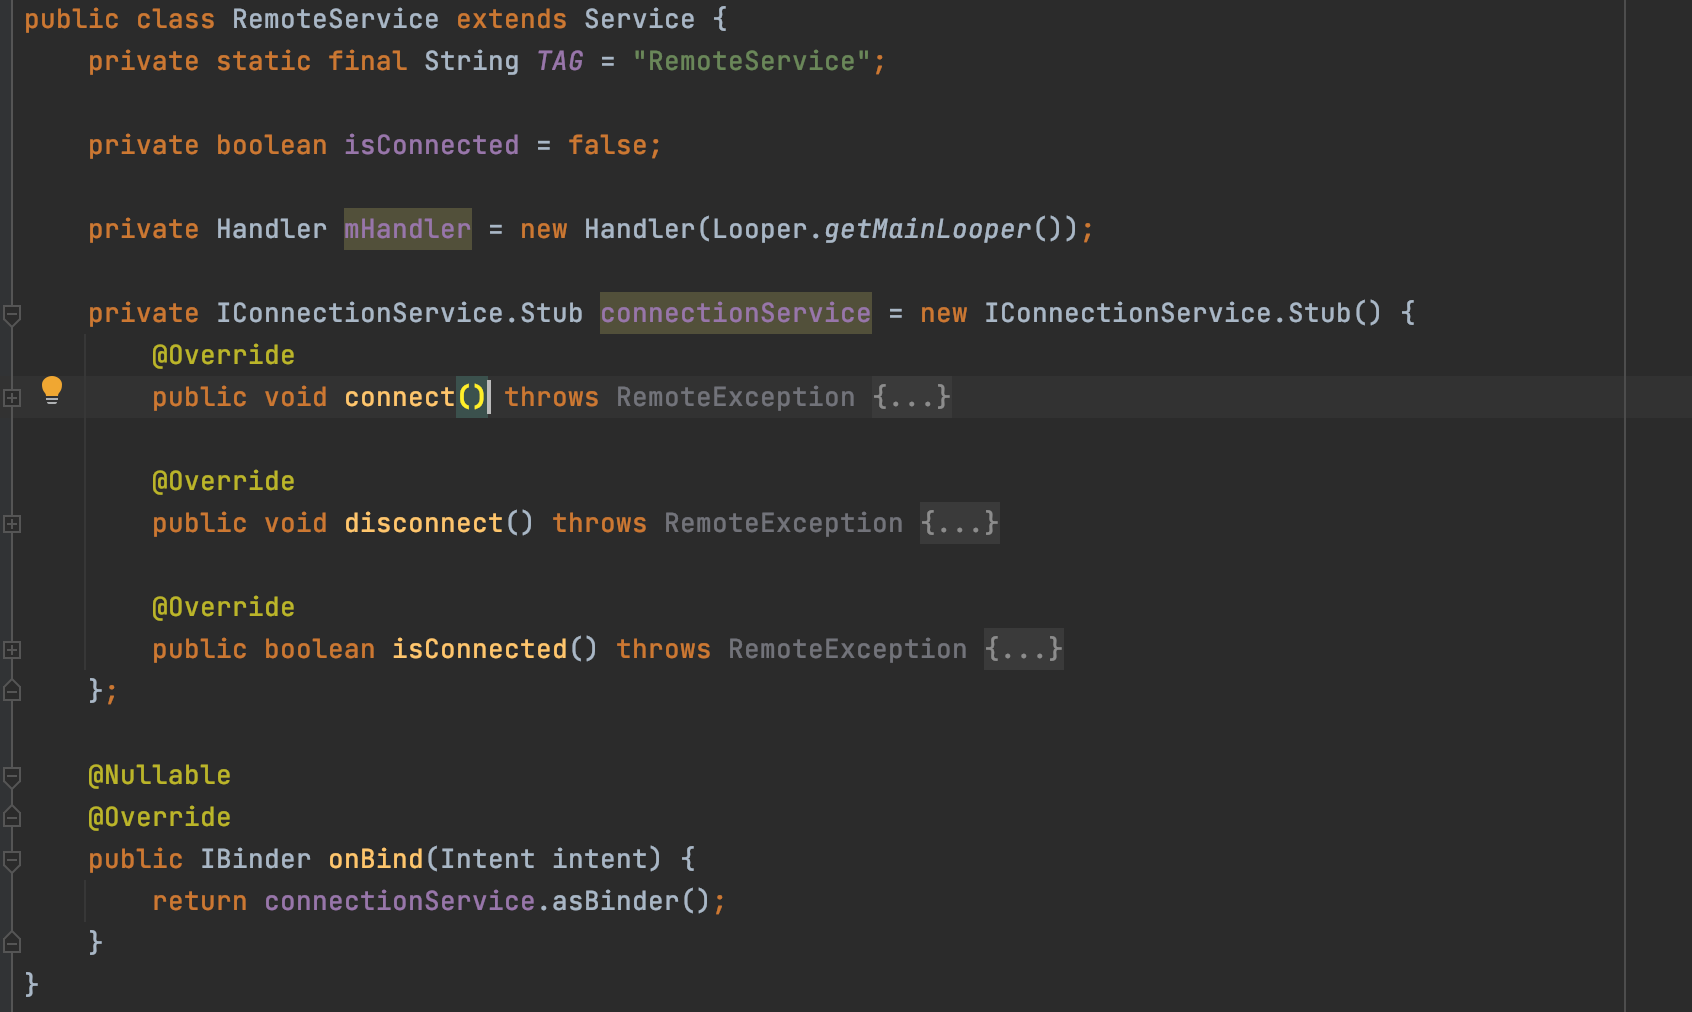 public class RemoteService extends Service {
    private static final String TAG = "RemoteService";
    private boolean isConnected = false;
    private Handler mHandler = new Handler(Looper.getMainLooper());
    private IConnectionService.Stub connectionService = new IConnectionService.Stub() {
        @Override
        public void connect() throws RemoteException {...}
        @Override
        public void disconnect() throws RemoteException {...}
        @Override
        public boolean isConnected() throws RemoteException {...}
    };
    @Nullable
    @Override
    public IBinder onBind(Intent intent) {
        return connectionService.asBinder();
    }
}